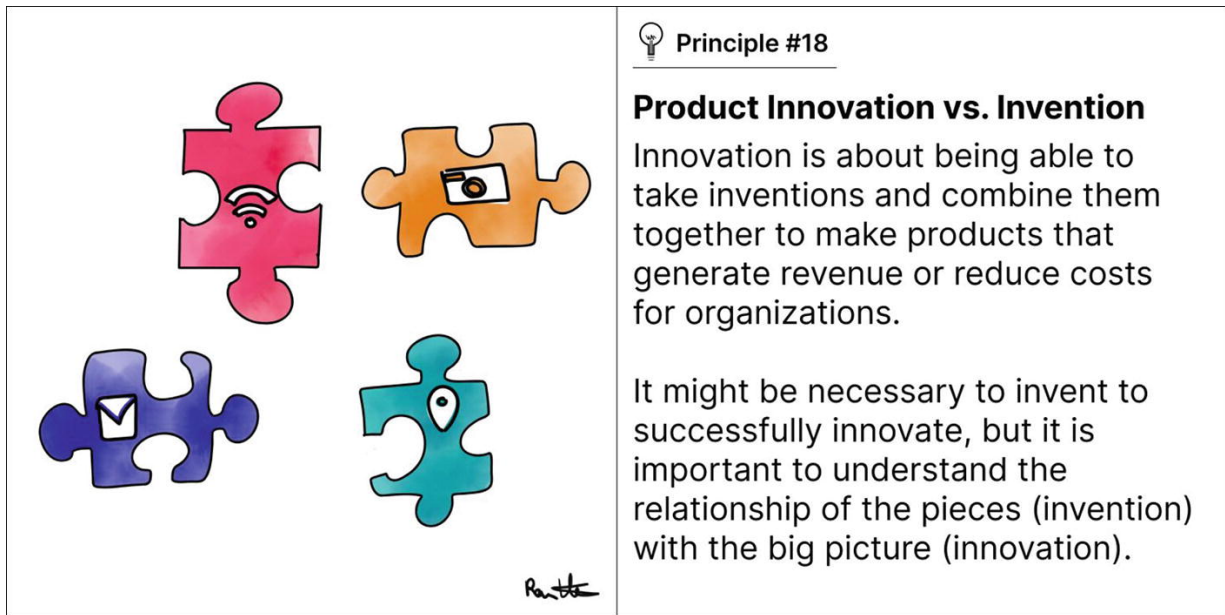 Principle #18
Product Innovation vs. Invention
Innovation is about being able to
take inventions and combine them
together to make products that
generate revenue or reduce costs
for organizations.
It might be necessary to invent to
successfully innovate, but it is
important to understand the
relationship of the pieces (invention)
with the big picture (innovation).